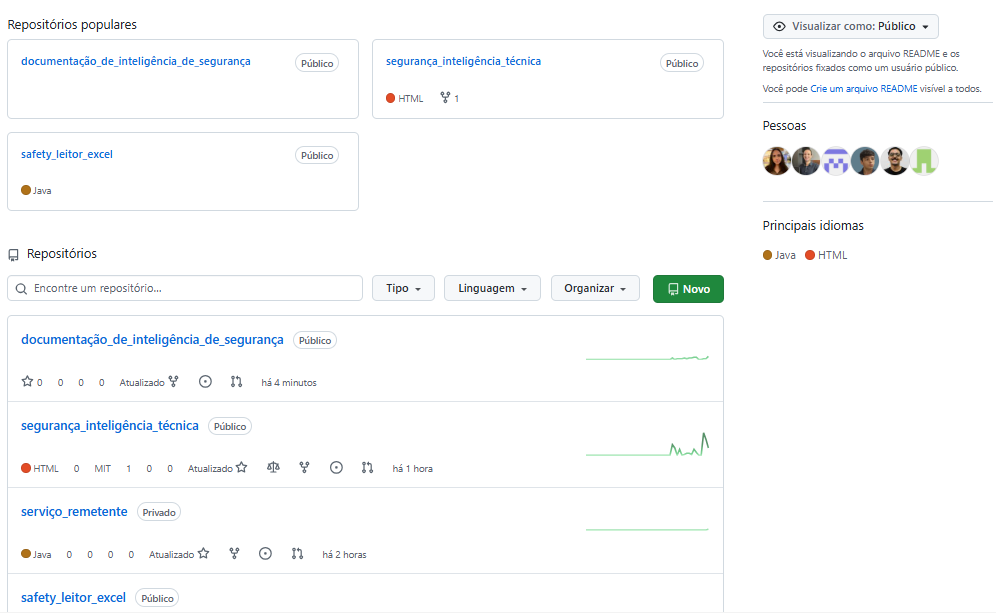 Repositórios populares
documentação_de_inteligência_de_segurança Público
segurança_inteligência_técnica Público
HTML 1
safety_leitor_excel Público
Java
Repositórios
Encontre um repositório... Tipo Linguagem Organizar Novo
documentação_de_inteligência_de_segurança Público
0 0 0 0 Atualizado há 4 minutos
segurança_inteligência_técnica Público
HTML 0 MIT 1 0 0 Atualizado há 1 hora
serviço_remetente Privado
Java 0 0 0 0 Atualizado há 2 horas
safety_leitor_excel Público
Visualizar como: Público
Você está visualizando o arquivo README e os
repositórios fixados como um usuário público.
Você pode Crie um arquivo README visível a todos.
Pessoas
Principais idiomas
Java HTML